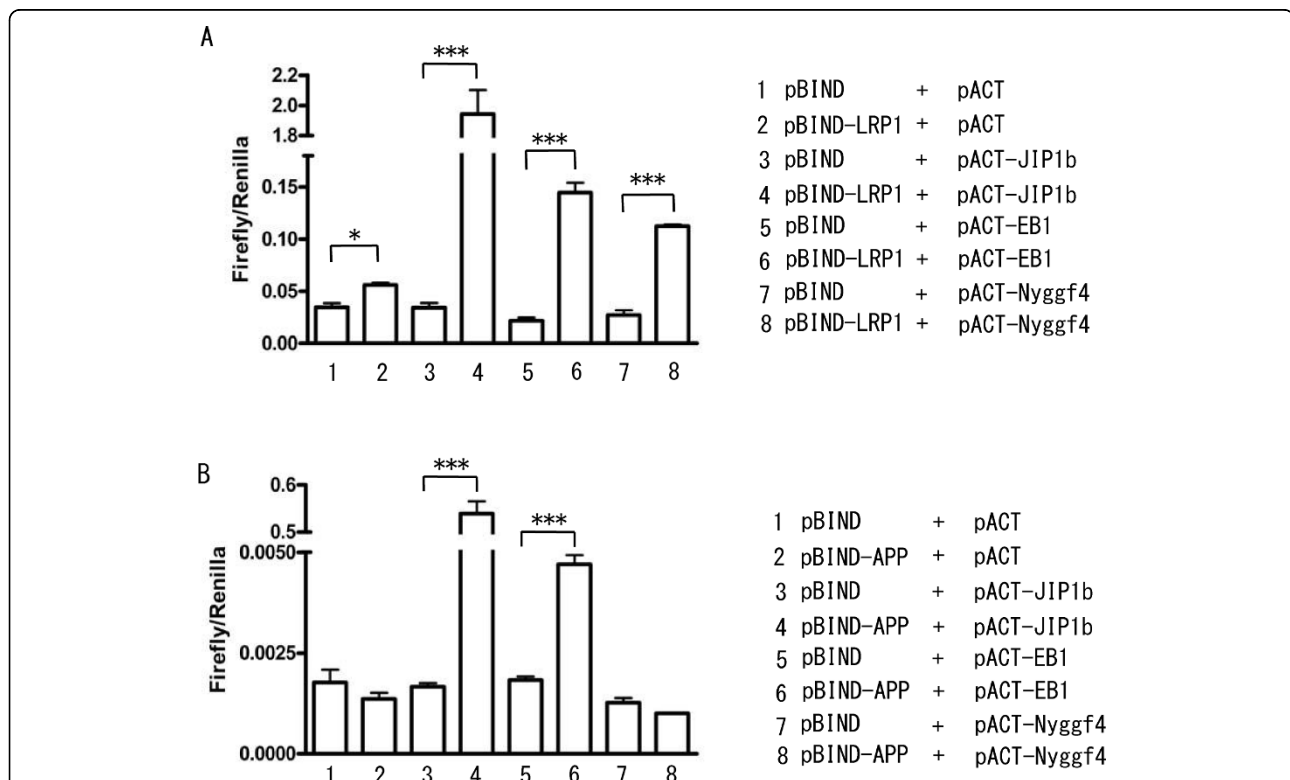 A
***
2.2
2.0
1.8
***
***
0.15
*
0.10
0.05
0.00
Firefly/Renilla
1 2 3 4 5 6 7 8
1 pBIND + pACT
2 pBIND-LRP1 + pACT
3 pBIND + pACT-JIP1b
4 pBIND-LRP1 + pACT-JIP1b
5 pBIND + pACT-EB1
6 pBIND-LRP1 + pACT-EB1
7 pBIND + pACT-Nyggf4
8 pBIND-LRP1 + pACT-Nyggf4
B
***
0.6
0.5
***
0.0050
0.0025
0.0000
Firefly/Renilla
1 2 3 4 5 6 7 8
1 pBIND + pACT
2 pBIND-APP + pACT
3 pBIND + pACT-JIP1b
4 pBIND-APP + pACT-JIP1b
5 pBIND + pACT-EB1
6 pBIND-APP + pACT-EB1
7 pBIND + pACT-Nyggf4
8 pBIND-APP + pACT-Nyggf4